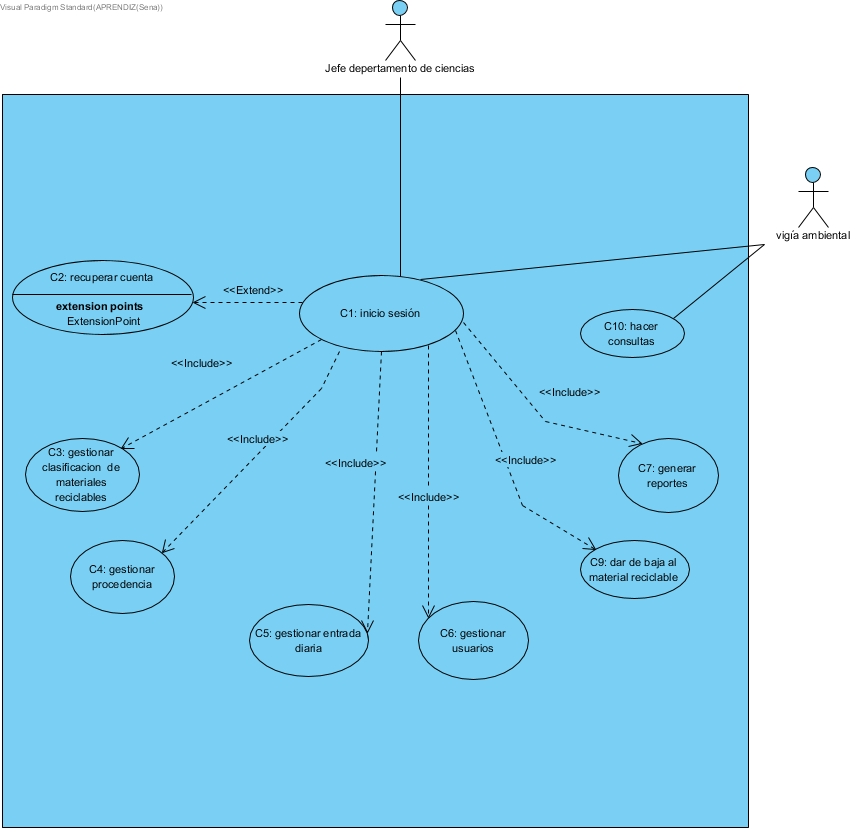 Visual Paradigm Standard(APRENDIZ(Sena))
Jefe depertamento de ciencias
vigía ambiental
C2: recuperar cuenta
extension points
ExtensionPoint
<<Extend>>
C1: inicio sesión
C10: hacer
consultas
<<Include>>
<<Include>>
<<Include>>
<<Include>>
<<Include>>
<<Include>>
C3: gestionar
clasificacion de
materiales
reciclables
C7: generar
reportes
C4: gestionar
procedencia
C9: dar de baja al
material reciclable
C5: gestionar entrada
diaria
C6: gestionar
usuarios